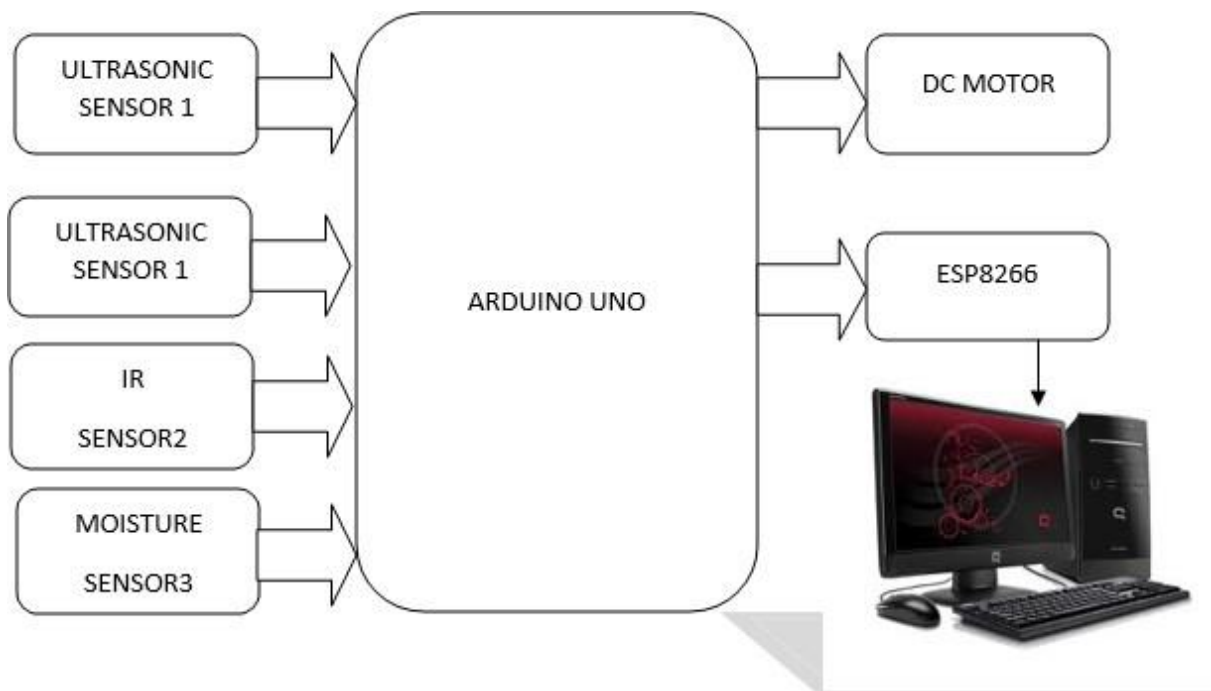 ULTRASONIC
SENSOR 1
ULTRASONIC
SENSOR 1
IR
SENSOR2
MOISTURE
SENSOR3
ARDUINO UNO
DC MOTOR
ESP8266